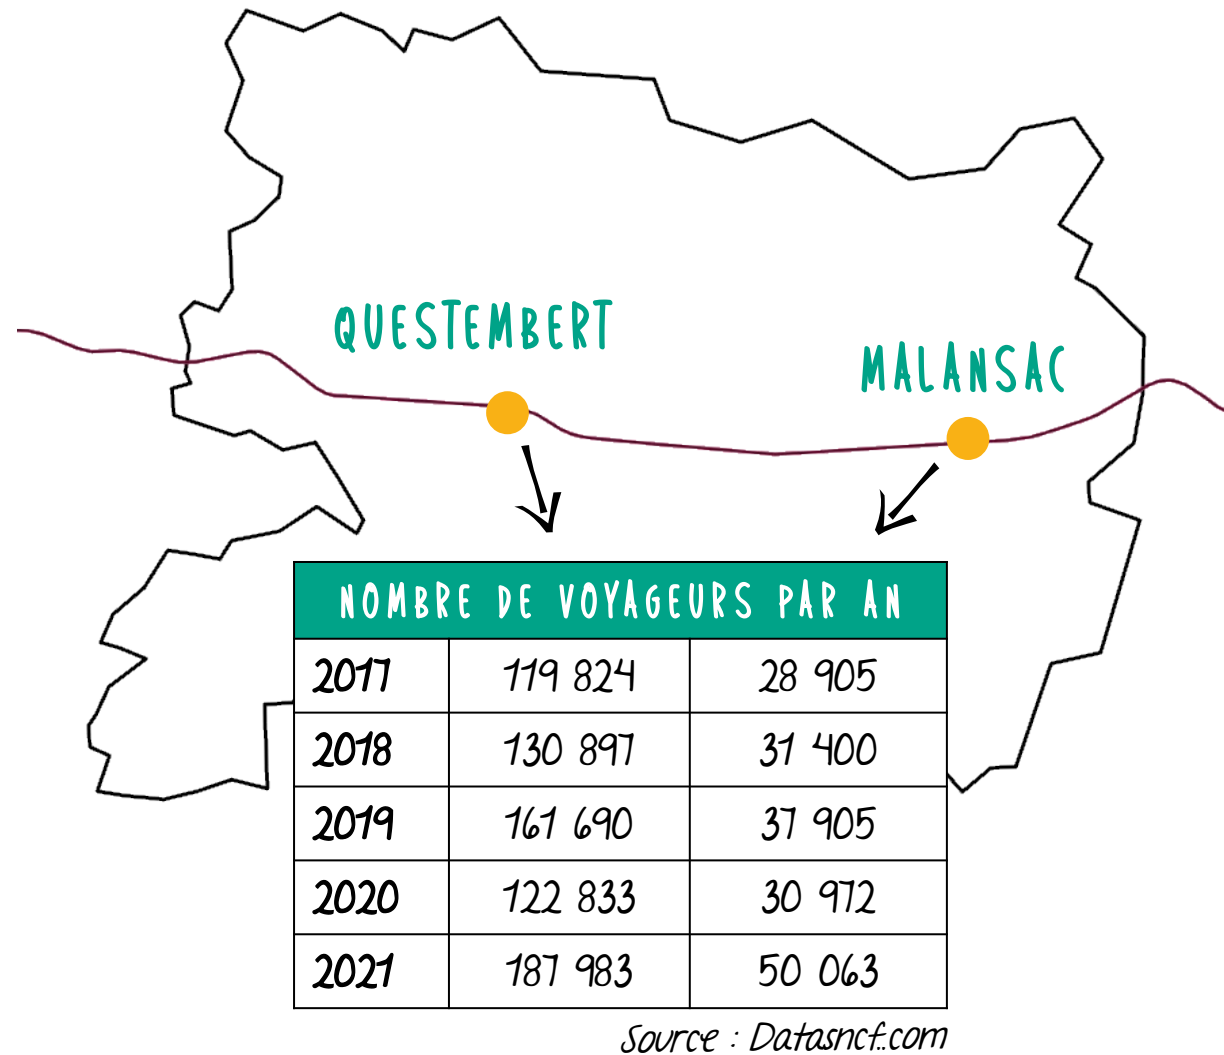 QUESTEMBERT
MALANSAC
NOMBRE DE VOYAGEURS PAR AN
2017 119 824 28 905
2018 130 897 31 400
2019 161 690 37 905
2020 122 833 30 972
2021 187 983 50 063
Source : Datasncf.com